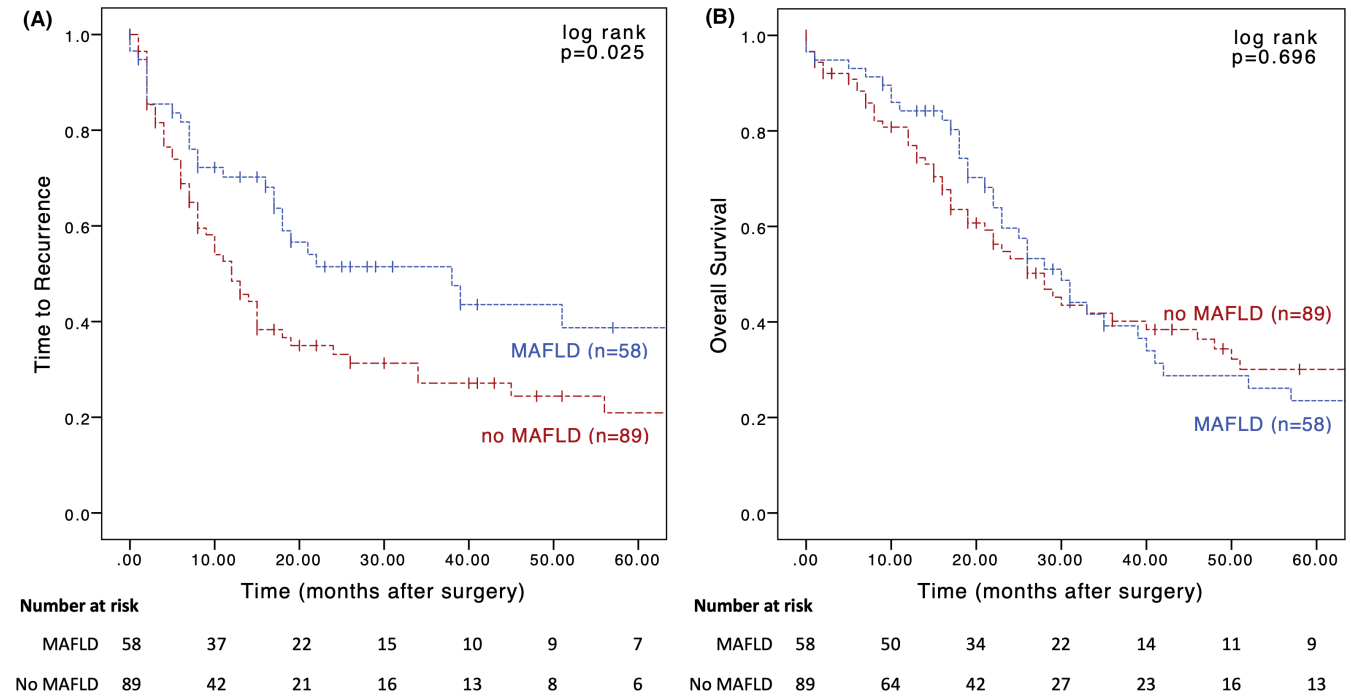 (A)
log rank
p=0.025
1.0
0.8
0.6
0.4
0.2
0.0
Time to Recurrence
MAFLD (n=58)
no MAFLD (n=89)
.00 10.00 20.00 30.00 40.00 50.00 60.00
Time (months after surgery)
Number at risk
MAFLD 58 37 22 15 10 9 7
No MAFLD 89 42 21 16 13 8 6
(B)
log rank
p=0.696
1.0
0.8
0.6
0.4
0.2
0.0
Overall Survival
no MAFLD (n=89)
MAFLD (n=58)
.00 10.00 20.00 30.00 40.00 50.00 60.00
Time (months after surgery)
Number at risk
MAFLD 58 50 34 22 14 11 9
No MAFLD 89 64 42 27 23 16 13